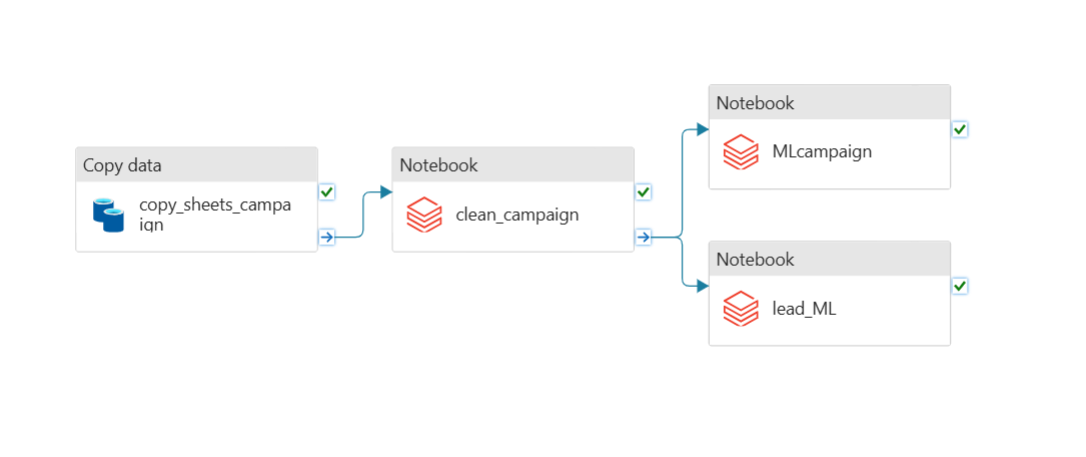 Copy data
copy_sheets_campa
ign
Notebook
clean_campaign
Notebook
MLcampaign
Notebook
lead_ML